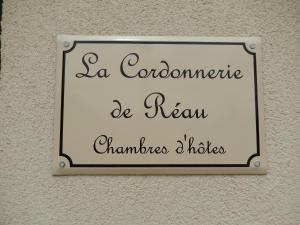 La Cordonnerie
de Réau
Chambres d'hôtes